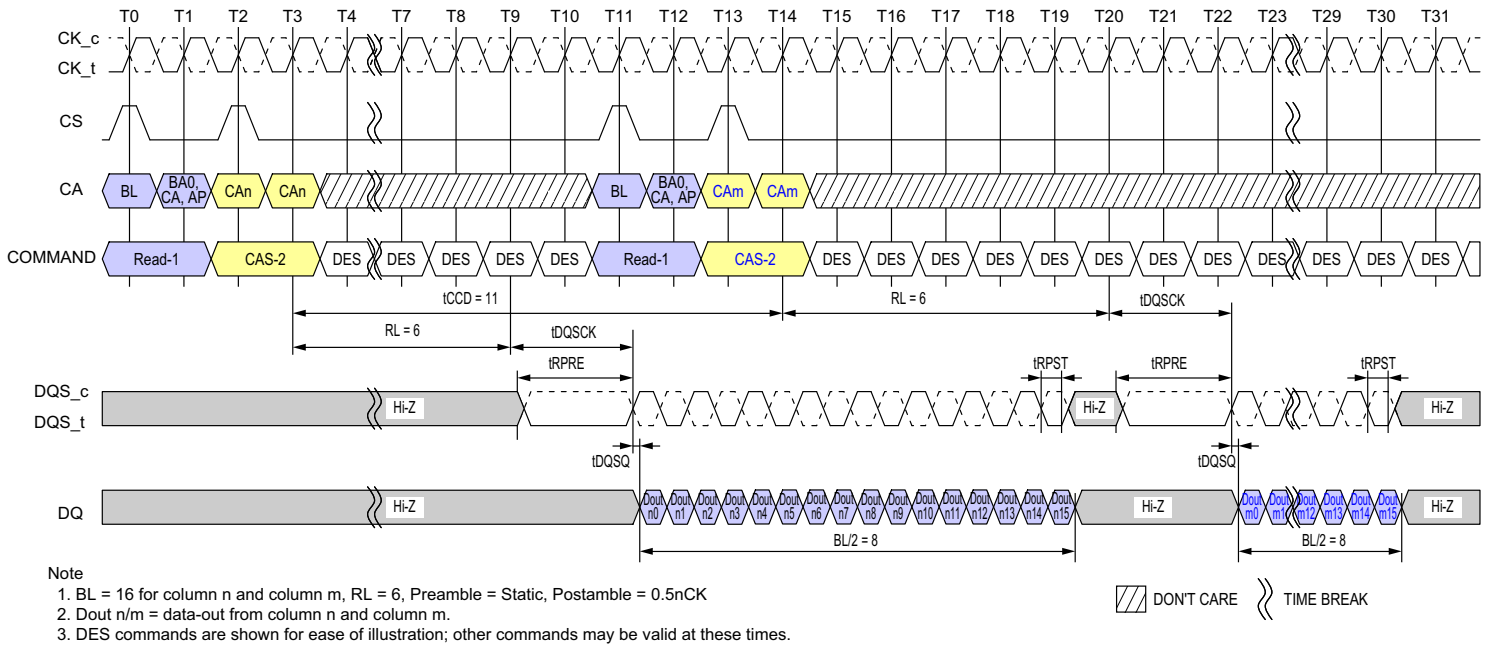 T0 T1 T2 T3 T4 T7 T8 T9 T10 T11 T12 T13 T14 T15 T16 T17 T18 T19 T20 T21 T22 T23 T29 T30 T31
CK_c
CK_t
CS
CA
BL BA0, CA, AP CAn CAn BL BA0, CA, AP CAm CAm
COMMAND Read-1 CAS-2 DES DES DES DES DES Read-1 CAS-2 DES DES DES DES DES DES DES DES DES DES DES DES
tCCD = 11 RL = 6 tDQSCK
RL = 6 tDQSCK
tRPRE tRPST tRPRE tRPST
DQS_c
DQS_t
Hi-Z Hi-Z Hi-Z
tDQSQ tDQSQ
DQ Hi-Z Dout n0 Dout n1 Dout n2 Dout n3 Dout n4 Dout n5 Dout n6 Dout n7 Dout n8 Dout n9 Dout n10 Dout n11 Dout n12 Dout n13 Dout n14 Dout n15 Hi-Z Dout m0 Dout m1 Dout m12 Dout m13 Dout m14 Dout m15 Hi-Z
BL/2 = 8 BL/2 = 8
Note
1. BL = 16 for column n and column m, RL = 6, Preamble = Static, Postamble = 0.5nCK
2. Dout n/m = data-out from column n and column m.
3. DES commands are shown for ease of illustration; other commands may be valid at these times.
DON'T CARE TIME BREAK